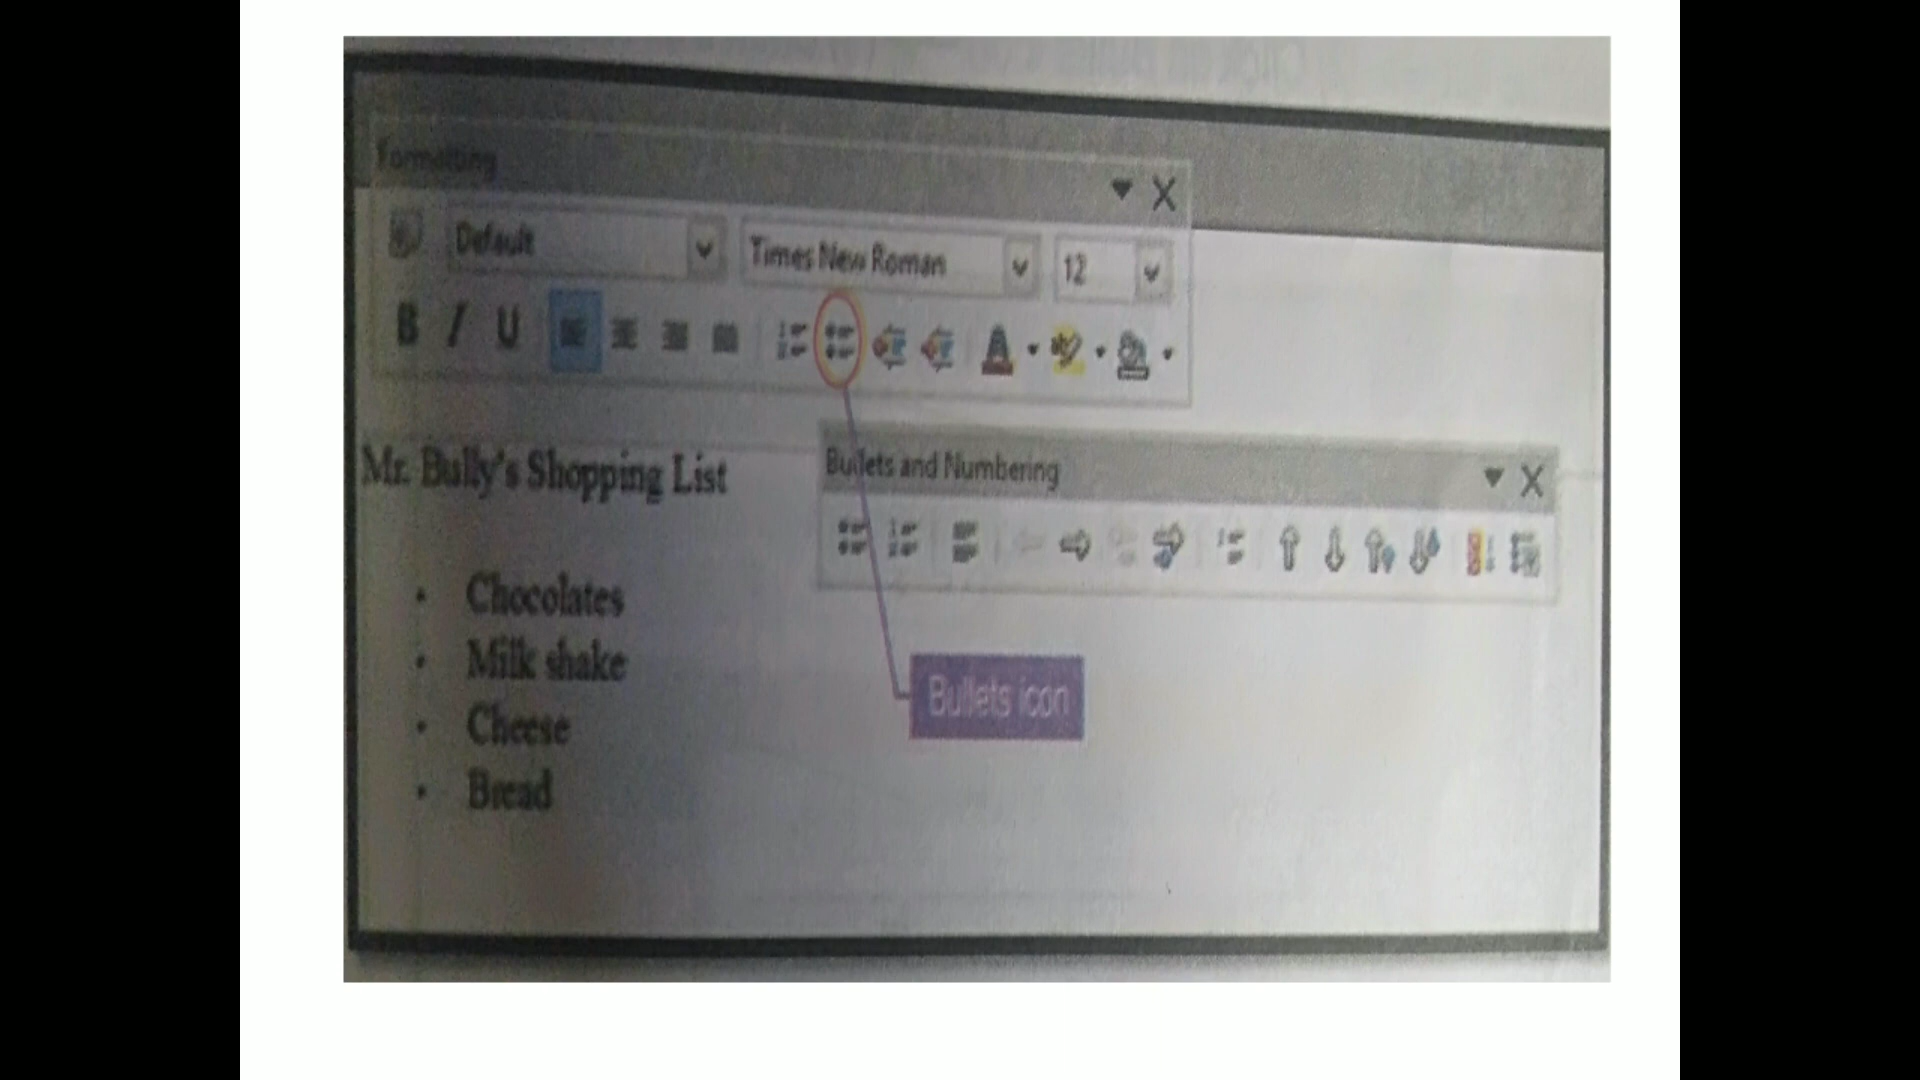 Formatting
Default
Times New Roman
12
B I U
Mr. Bully's Shopping List
Bullets and Numbering
• Chocolates
• Milk shake
• Cheese
• Bread
Bullets icon